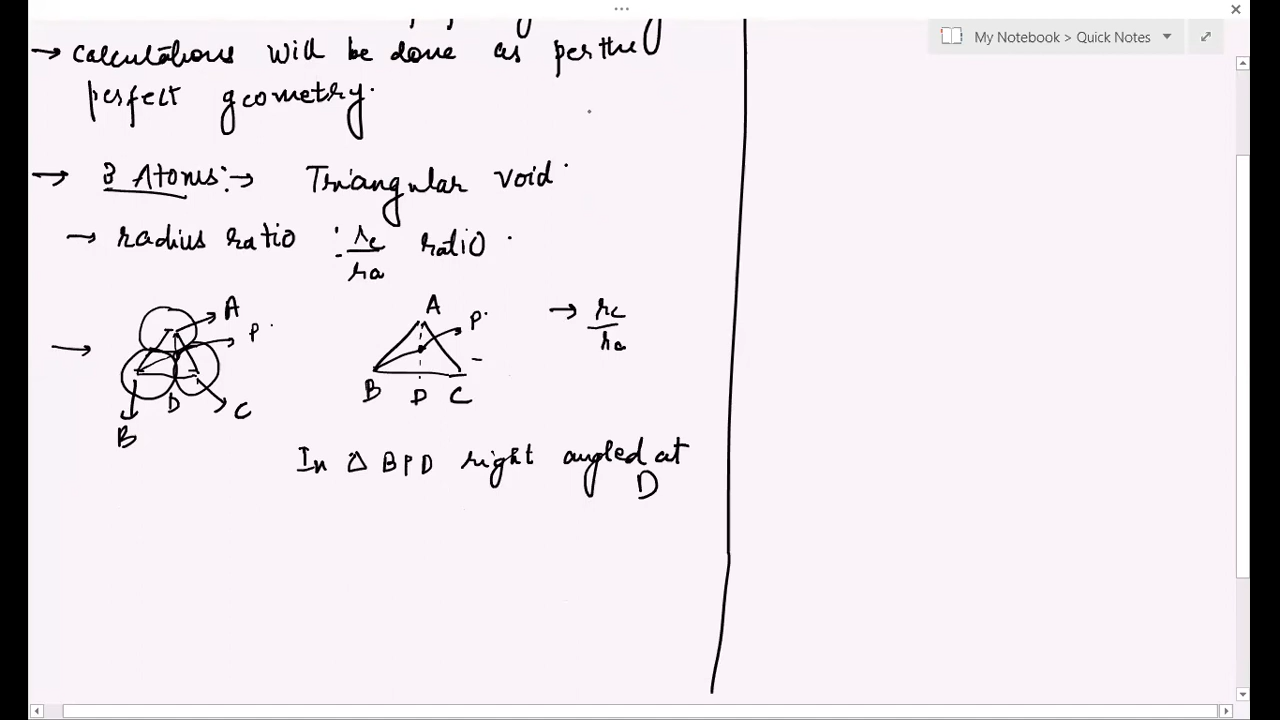 My Notebook > Quick Notes
→ Calculations will be done as per the
perfect geometry.
→ 3 Atoms :→ Triangular void
→ radius ratio : rc/ra ratio
A
P
B
D
C
A
P
B
D
C
→ rc/ra
In Δ BPD right angled at
D